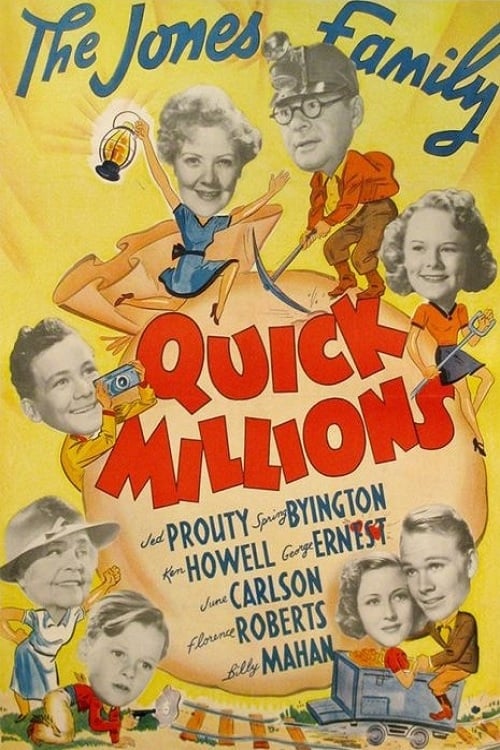 The Jones Family
QUICK
MILLIONS
Jed PROUTY Spring BYINGTON
Ken HOWELL George ERNEST
June CARLSON
Florence ROBERTS
Billy MAHAN